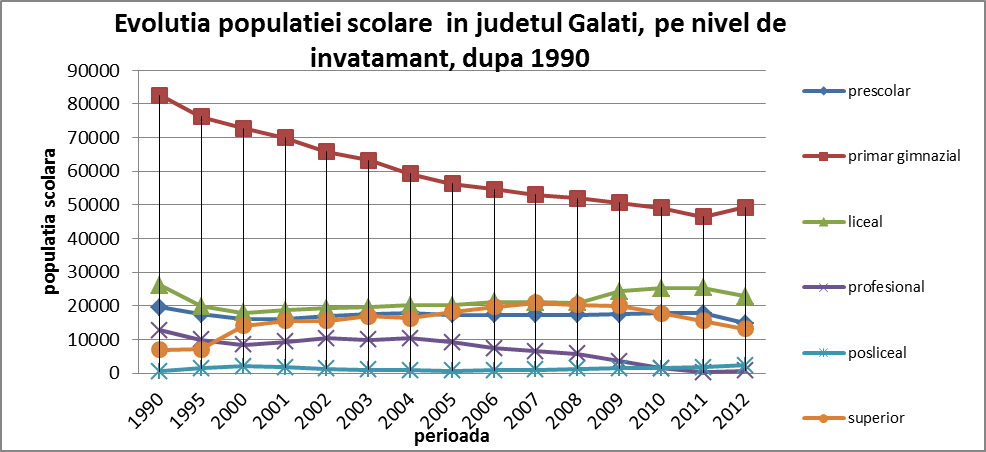 Evolutia populatiei scolare in judetul Galati, pe nivel de
invatamant, dupa 1990
populatia scolara
90000
80000
70000
60000
50000
40000
30000
20000
10000
0
1990 1995 2000 2001 2002 2003 2004 2005 2006 2007 2008 2009 2010 2011 2012
perioada
prescolar
primar gimnazial
liceal
profesional
posliceal
superior